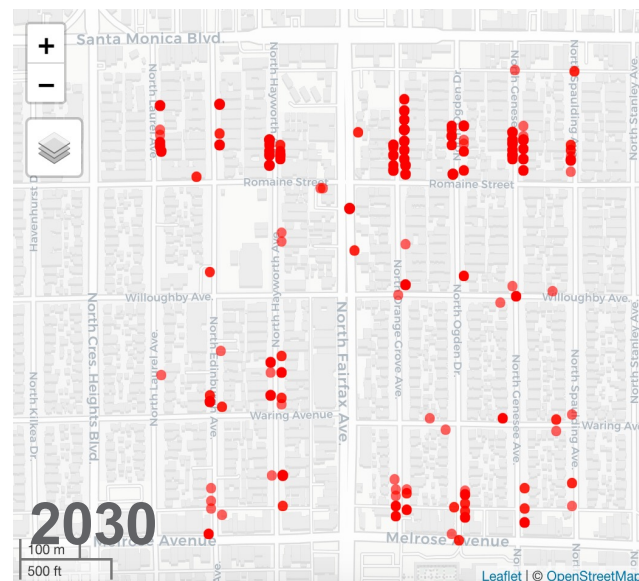 +
−
Santa Monica Blvd.
North Laurel Ave.
North Hayworth
North Ogden Dr.
North Genesee Ave.
North Spaulding Ave.
North Stanley Ave.
Havenhurst D
Romaine Street
Romaine Street
North Hayworth Ave.
Willoughby Ave.
Willoughby Ave.
North Cres. Heights Blvd.
North Laurel Ave.
North Edinburgh Ave.
North Fairfax Ave.
North Orange Grove Ave.
North Ogden Dr.
North Genesee Ave.
North Spaulding Ave.
North Stanley Ave.
North Kilkea Dr.
Waring Avenue
Waring Av
2030
Melrose Avenue
Melrose Avenue
100 m
500 ft
Leaflet | © OpenStreetMap